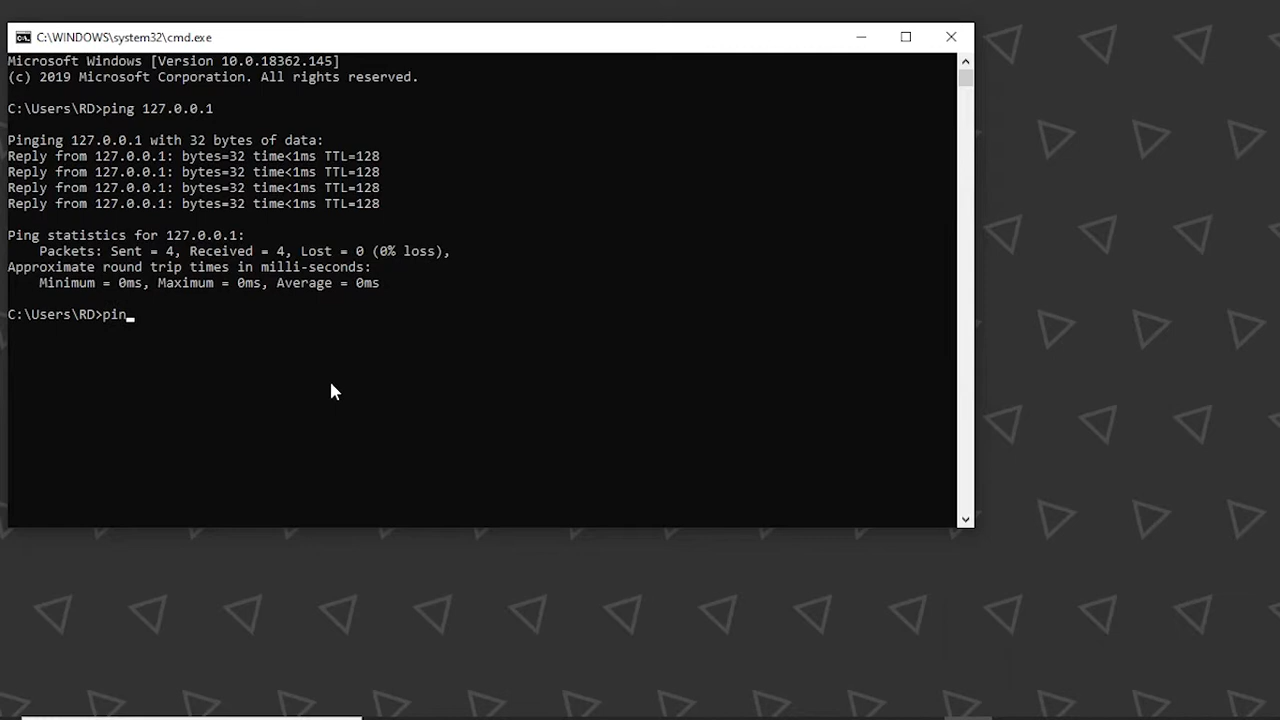 C:\WINDOWS\system32\cmd.exe
Microsoft Windows [Version 10.0.18362.145]
(c) 2019 Microsoft Corporation. All rights reserved.
C:\Users\RD>ping 127.0.0.1
Pinging 127.0.0.1 with 32 bytes of data:
Reply from 127.0.0.1: bytes=32 time<1ms TTL=128
Reply from 127.0.0.1: bytes=32 time<1ms TTL=128
Reply from 127.0.0.1: bytes=32 time<1ms TTL=128
Reply from 127.0.0.1: bytes=32 time<1ms TTL=128
Ping statistics for 127.0.0.1:
    Packets: Sent = 4, Received = 4, Lost = 0 (0% loss),
Approximate round trip times in milli-seconds:
    Minimum = 0ms, Maximum = 0ms, Average = 0ms
C:\Users\RD>pin